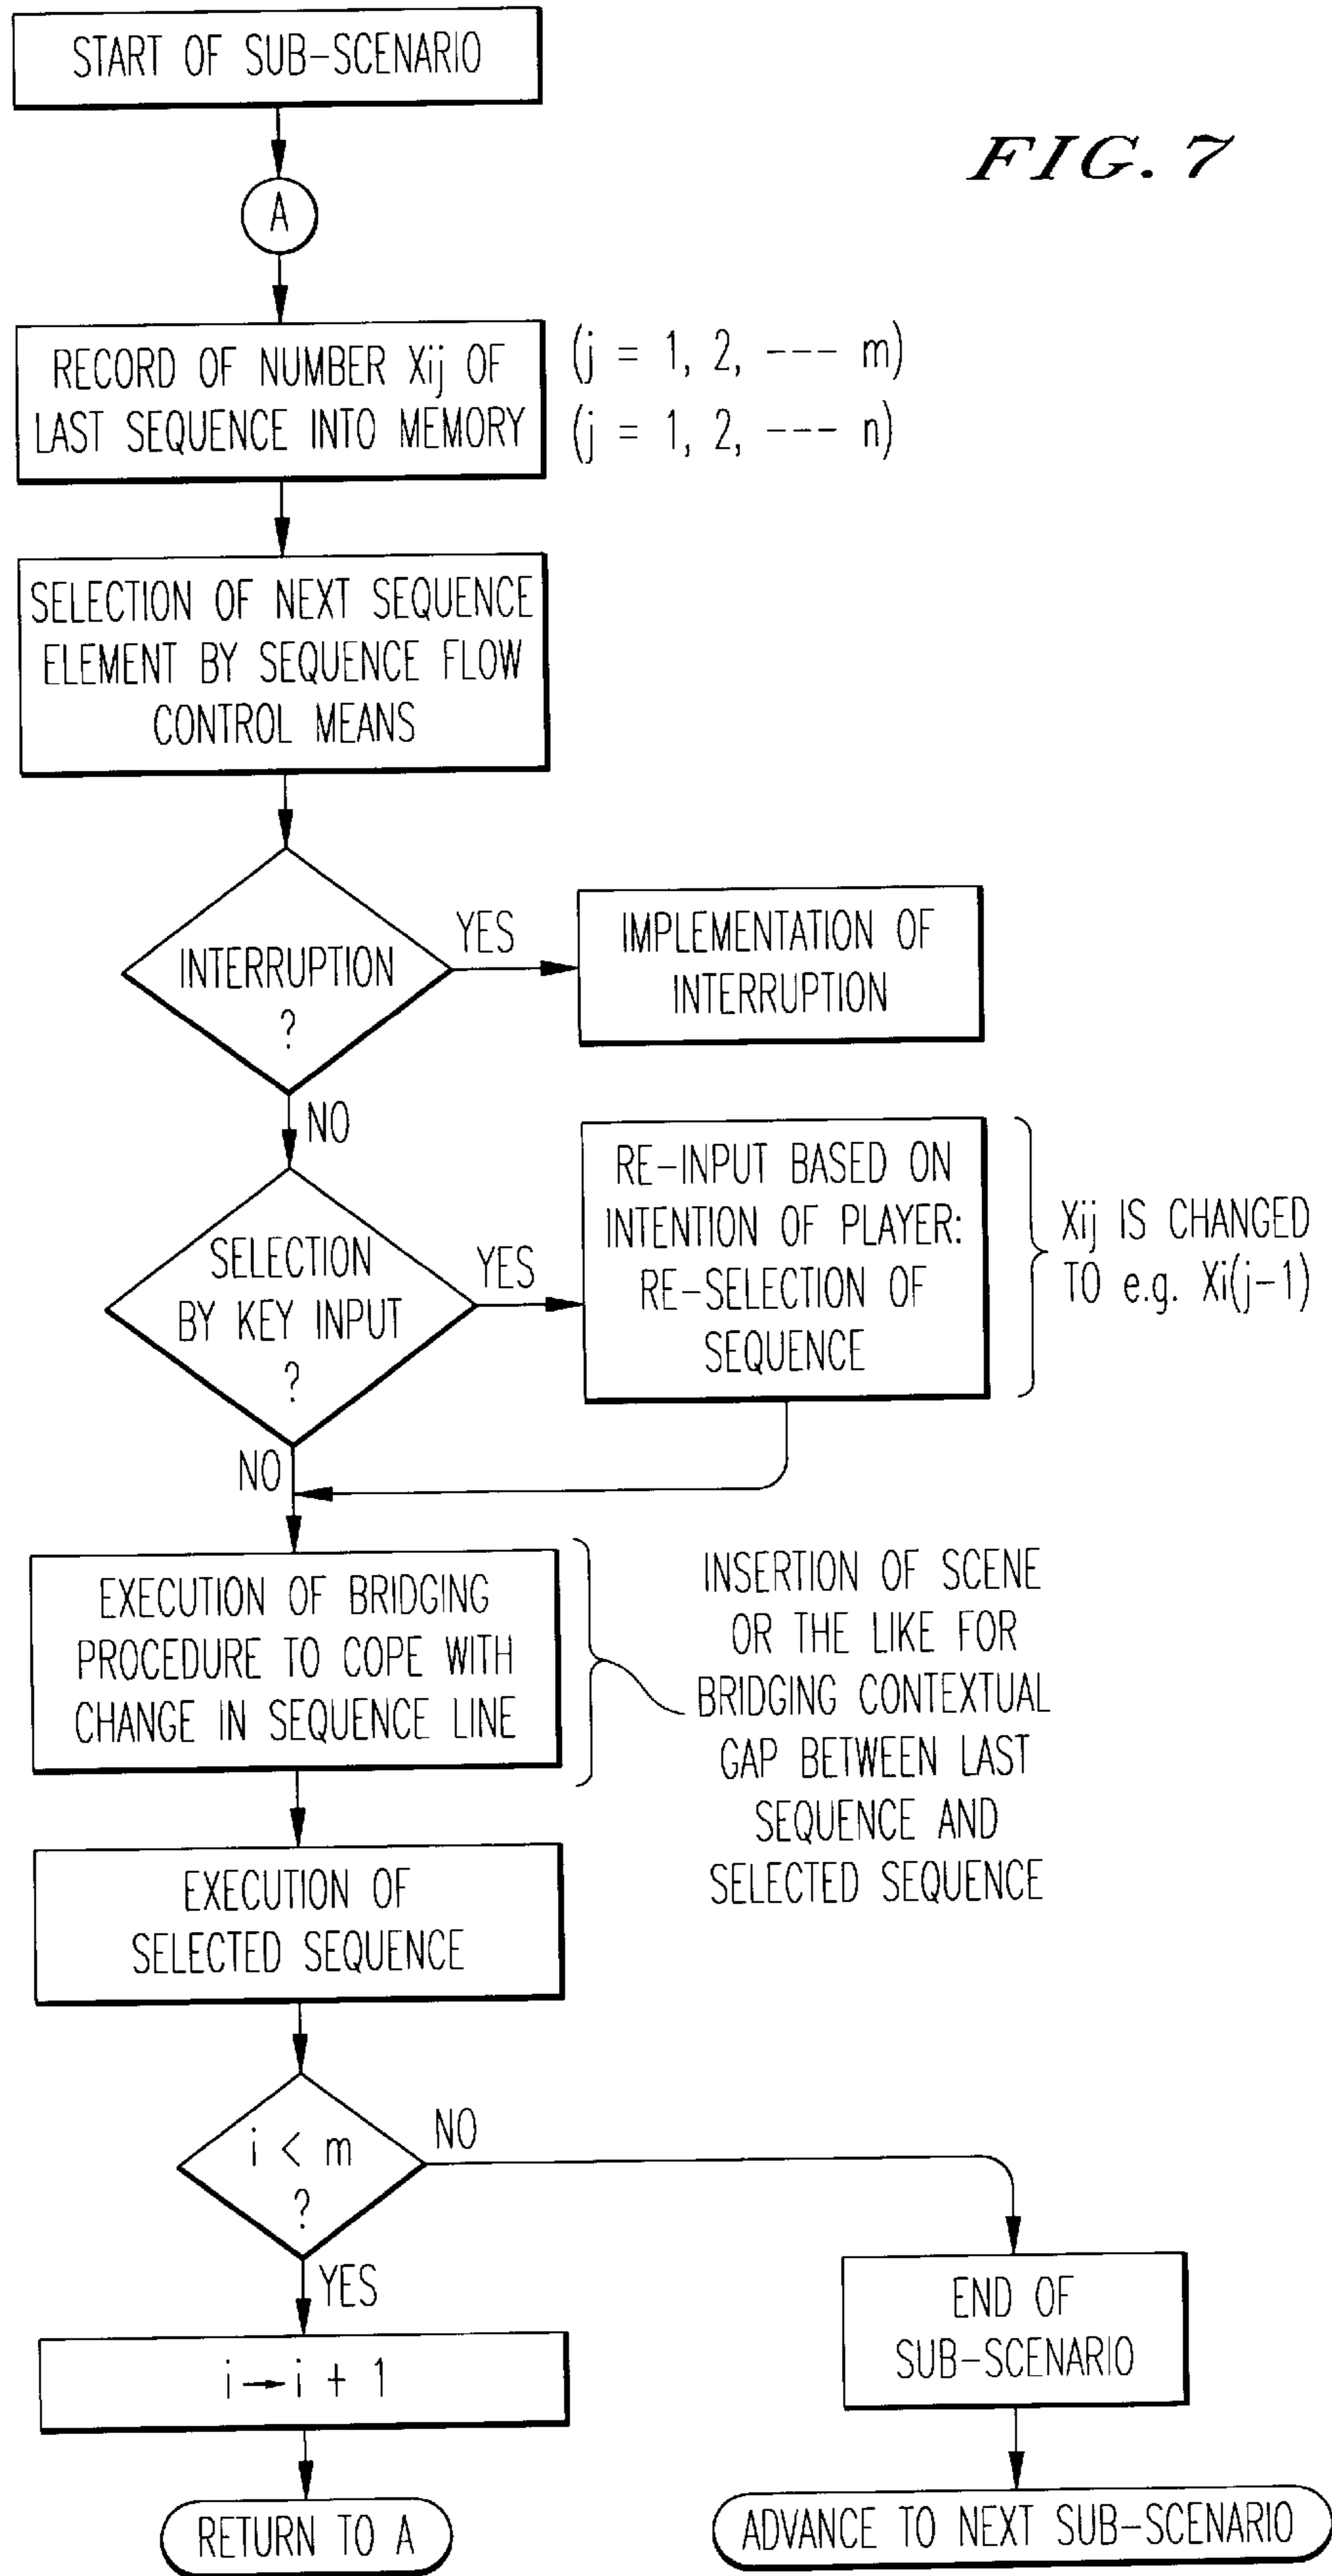 START OF SUB-SCENARIO
FIG. 7
A
RECORD OF NUMBER Xij OF
LAST SEQUENCE INTO MEMORY
(j = 1, 2, --- m)
(j = 1, 2, --- n)
SELECTION OF NEXT SEQUENCE
ELEMENT BY SEQUENCE FLOW
CONTROL MEANS
INTERRUPTION
?
YES
IMPLEMENTATION OF
INTERRUPTION
NO
SELECTION
BY KEY INPUT
?
YES
RE-INPUT BASED ON
INTENTION OF PLAYER:
RE-SELECTION OF
SEQUENCE
Xij IS CHANGED
TO e.g. Xi(j-1)
NO
EXECUTION OF BRIDGING
PROCEDURE TO COPE WITH
CHANGE IN SEQUENCE LINE
INSERTION OF SCENE
OR THE LIKE FOR
BRIDGING CONTEXTUAL
GAP BETWEEN LAST
SEQUENCE AND
SELECTED SEQUENCE
EXECUTION OF
SELECTED SEQUENCE
i < m
?
NO
YES
i → i + 1
END OF
SUB-SCENARIO
RETURN TO A
ADVANCE TO NEXT SUB-SCENARIO